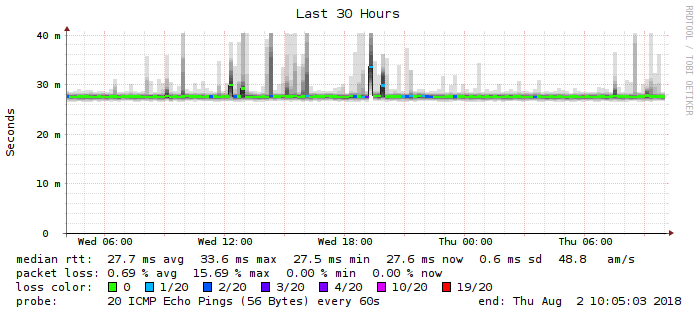 Last 30 Hours
RRDTOOL / TOBI OETIKER
Seconds
40 m
30 m
20 m
10 m
0
Wed 06:00 Wed 12:00 Wed 18:00 Thu 00:00 Thu 06:00
median rtt: 27.7 ms avg 33.6 ms max 27.5 ms min 27.6 ms now 0.6 ms sd 48.8 am/s
packet loss: 0.69 % avg 15.69 % max 0.00 % min 0.00 % now
loss color: 0 1/20 2/20 3/20 4/20 10/20 19/20
probe: 20 ICMP Echo Pings (56 Bytes) every 60s end: Thu Aug 2 10:05:03 2018